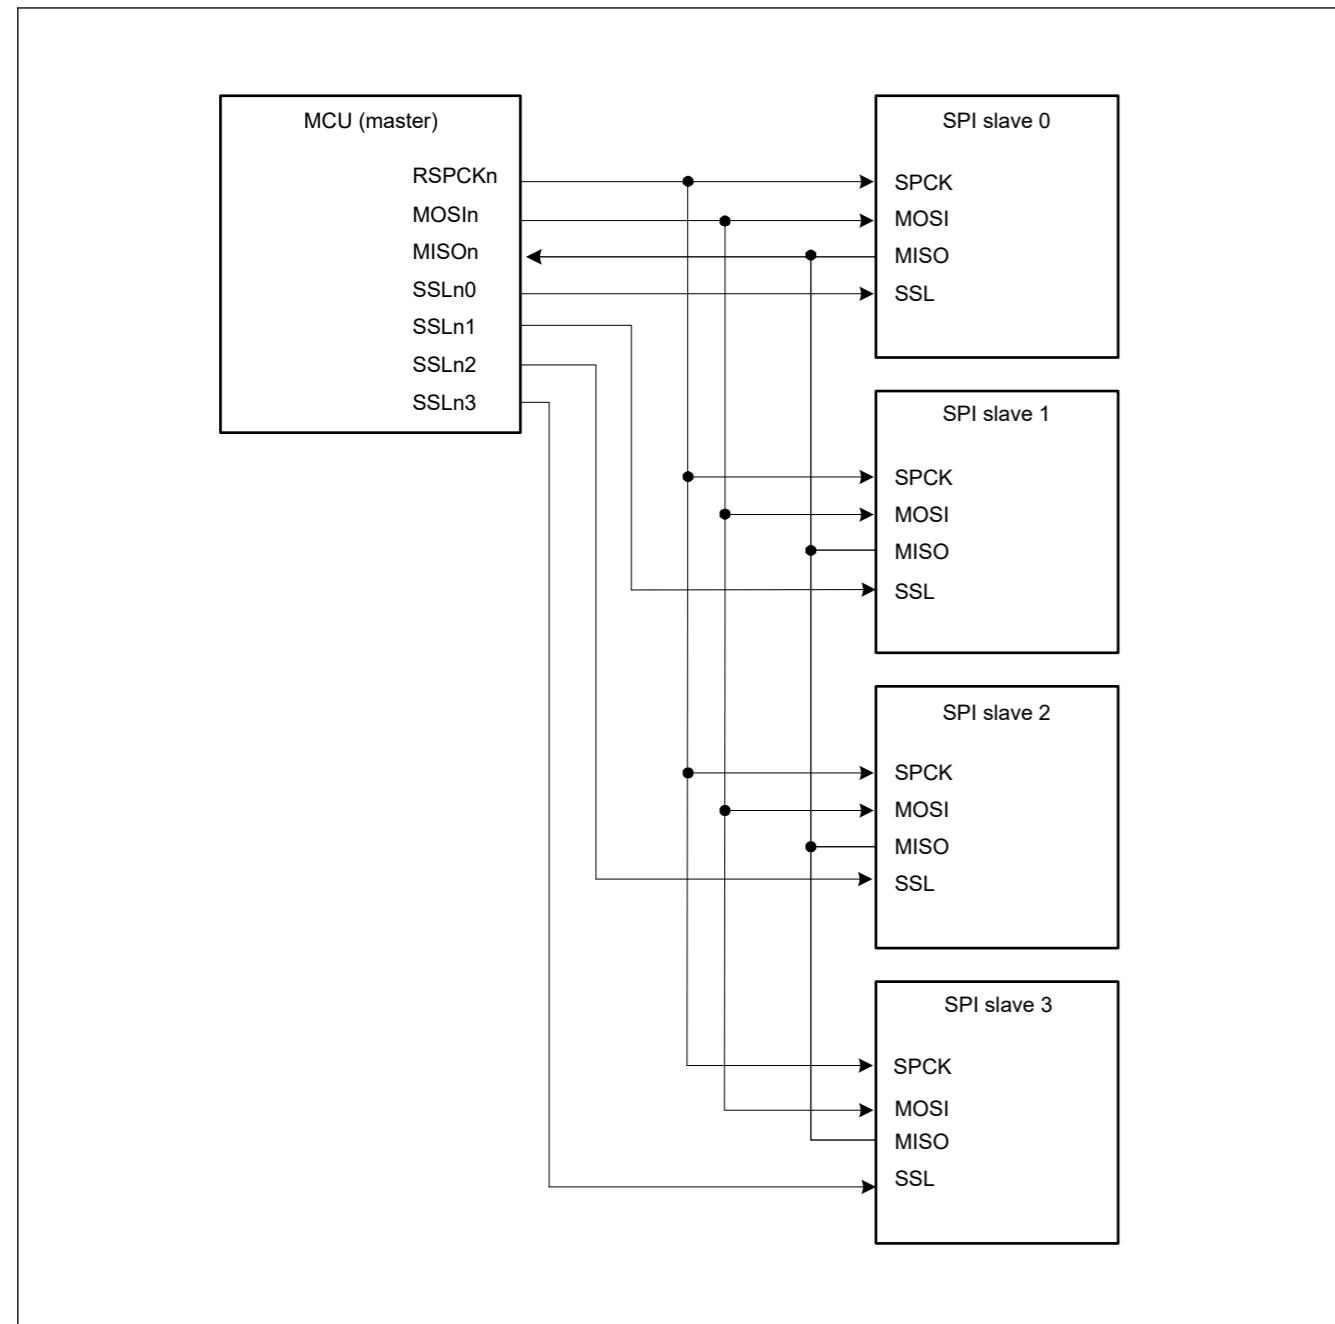 MCU (master)
RSPCKn
MOSIn
MISOn
SSLn0
SSLn1
SSLn2
SSLn3
SPI slave 0
SPCK
MOSI
MISO
SSL
SPI slave 1
SPCK
MOSI
MISO
SSL
SPI slave 2
SPCK
MOSI
MISO
SSL
SPI slave 3
SPCK
MOSI
MISO
SSL